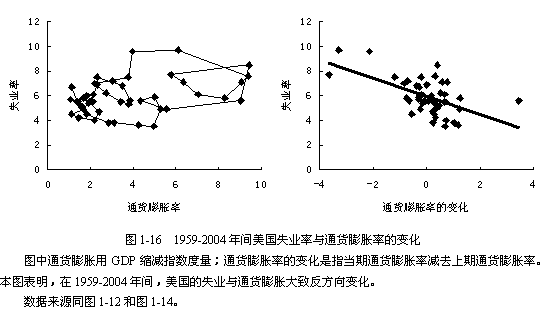 12
10
8
6
4
2
0
失业率
0 2 4 6 8 10
通货膨胀率
12
10
8
6
4
2
0
失业率
-4 -2 0 2 4
通货膨胀率的变化
图 1-16 1959-2004 年间美国失业率与通货膨胀率的变化
图中通货膨胀用 GDP 缩减指数度量；通货膨胀率的变化是指当期通货膨胀率减去上期通货膨胀率。
本图表明，在 1959-2004 年间，美国的失业与通货膨胀大致反方向变化。
数据来源同图 1-12 和图 1-14。